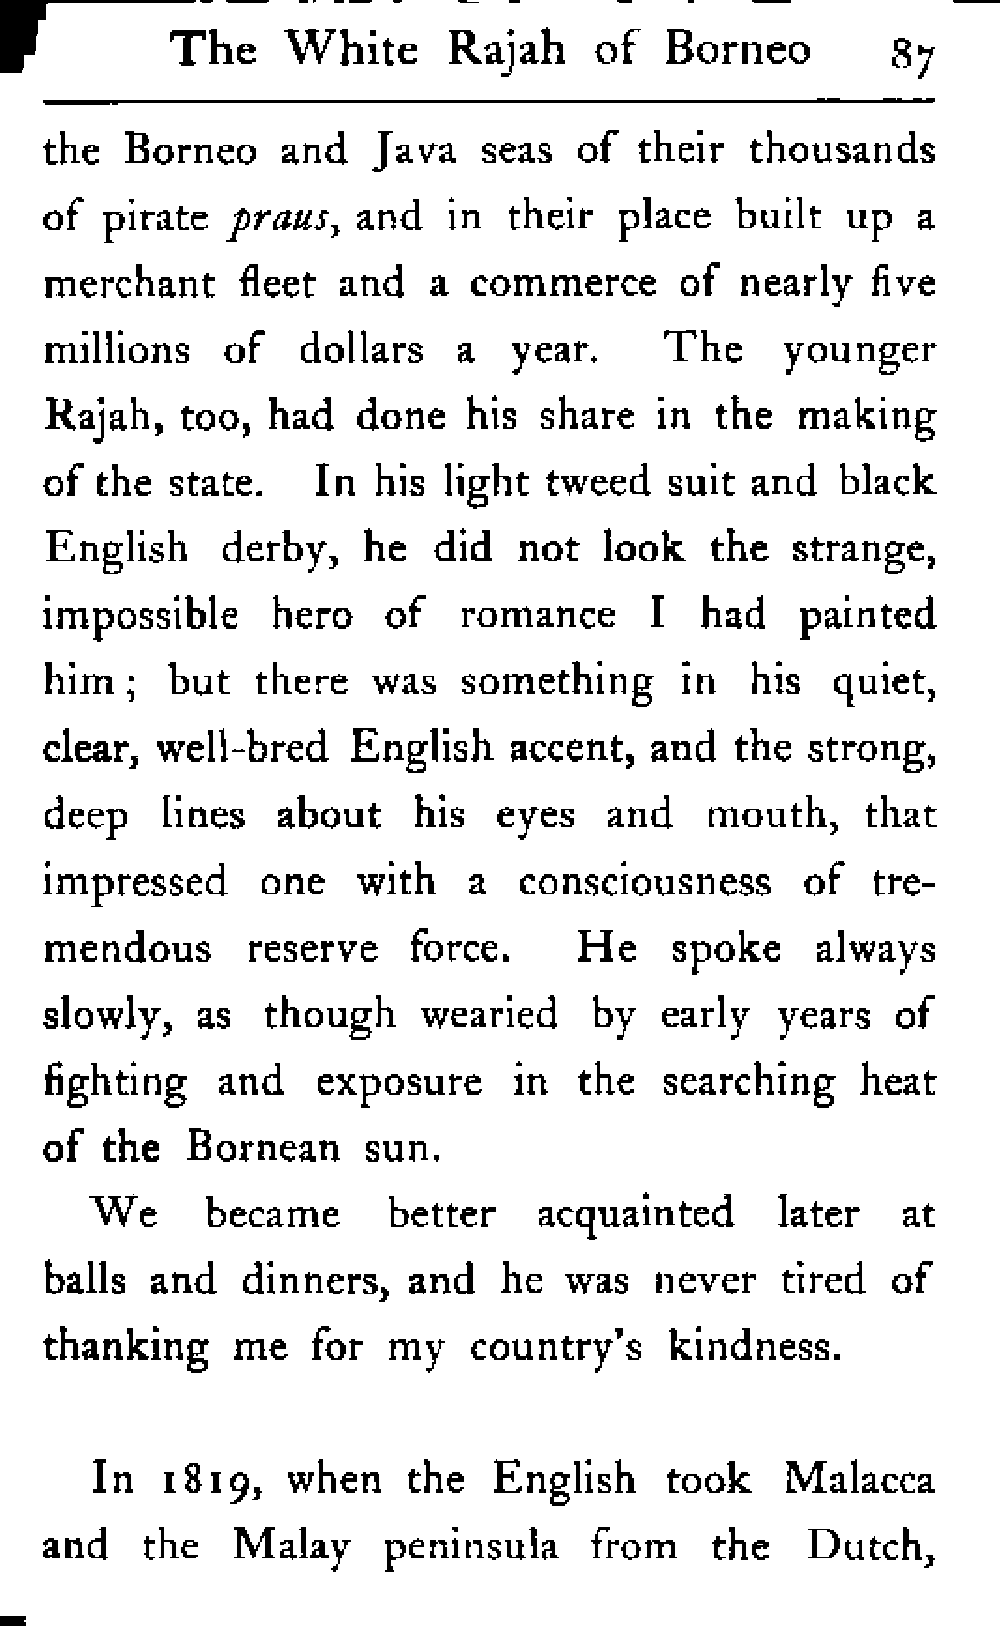 The White Rajah of Borneo 87
the Borneo and Java seas of their thousands
of pirate praus, and in their place built up a
merchant fleet and a commerce of nearly five
millions of dollars a year. The younger
Rajah, too, had done his share in the making
of the state. In his light tweed suit and black
English derby, he did not look the strange,
impossible hero of romance I had painted
him; but there was something in his quiet,
clear, well-bred English accent, and the strong,
deep lines about his eyes and mouth, that
impressed one with a consciousness of tre-
mendous reserve force. He spoke always
slowly, as though wearied by early years of
fighting and exposure in the searching heat
of the Bornean sun.
We became better acquainted later at
balls and dinners, and he was never tired of
thanking me for my country's kindness.
In 1819, when the English took Malacca
and the Malay peninsula from the Dutch,